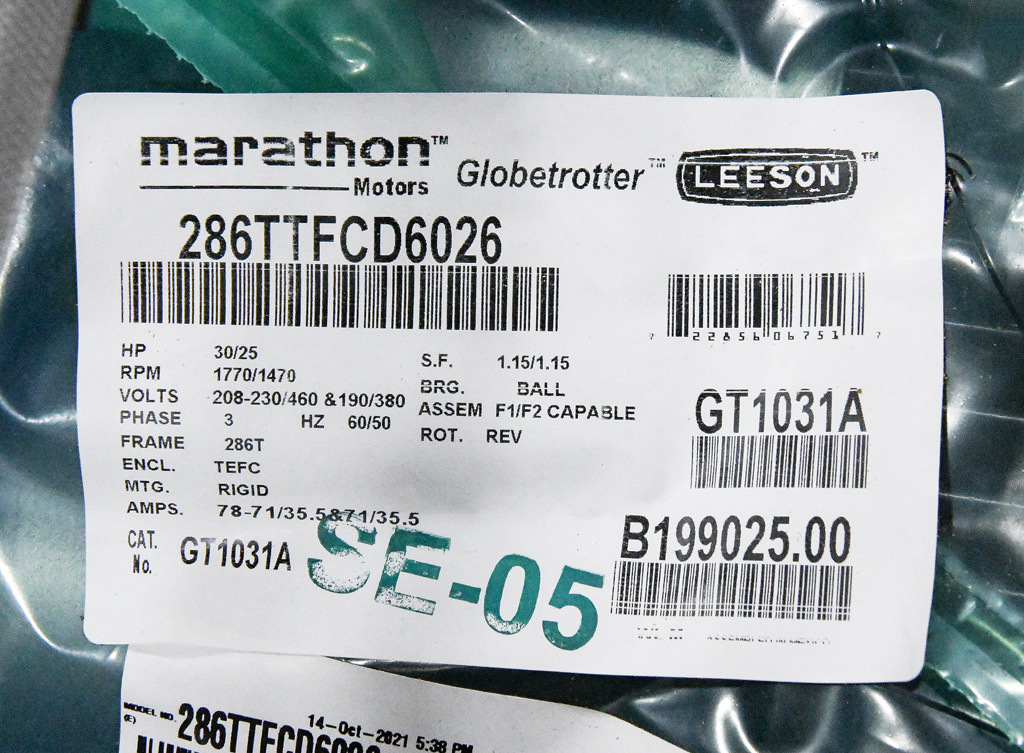 marathon™
Motors
Globetrotter™
LEESON™
286TTFCD6026
7 22856 06751 7
HP 30/25
RPM 1770/1470
VOLTS 208-230/460 &190/380
PHASE 3 HZ 60/50
FRAME 286T
ENCL. TEFC
MTG. RIGID
AMPS. 78-71/35.5&71/35.5
S.F. 1.15/1.15
BRG. BALL
ASSEM F1/F2 CAPABLE
ROT. REV
GT1031A
CAT.
No. GT1031A
SE-05
B199025.00
MODEL NO.
(E)
14-Oct-2021 5:38 PM